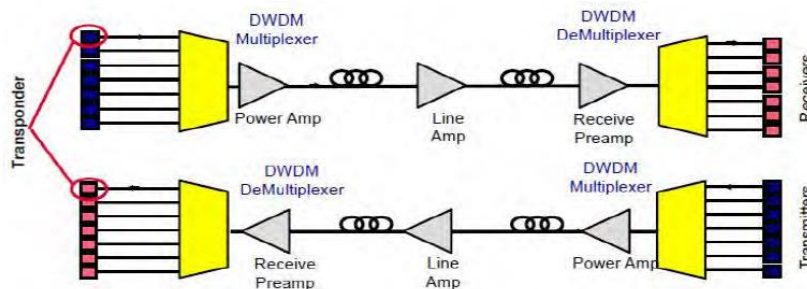 DWDM
Multiplexer
DWDM
DeMultiplexer
Transponder
Power Amp
Line
Amp
Receive
Preamp
Receivers
DWDM
DeMultiplexer
DWDM
Multiplexer
Receive
Preamp
Line
Amp
Power Amp
Transmitters